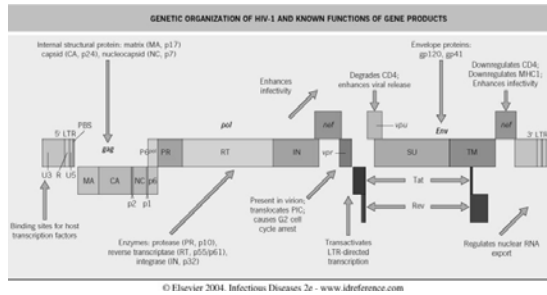 GENETIC ORGANIZATION OF HIV-1 AND KNOWN FUNCTIONS OF GENE PRODUCTS
Internal structural protein: matrix (MA, p17)
capsid (CA, p24), nucleocapsid (NC, p7)
Envelope proteins:
gp120, gp41
Enhances
infectivity
Degrades CD4;
enhances viral release
Downregulates CD4;
Downregulates MHC1;
Enhances infectivity
PBS
5' LTR
gag
pol
nef
vpu
Env
nef
3' LTR
P6
PR
RT
IN
vpr
SU
TM
U3
R
U5
MA
CA
NC
p6
p2
p1
Tat
Rev
Binding sites for host
transcription factors
Enzymes: protease (PR, p10),
reverse transcriptase (RT, p55/p61),
integrase (IN, p32)
Present in virion;
translocates PIC;
causes G2 cell
cycle arrest
Transactivates
LTR-directed
transcription
Regulates nuclear RNA
export
© Elsevier 2004. Infectious Diseases 2e - www.idreference.com